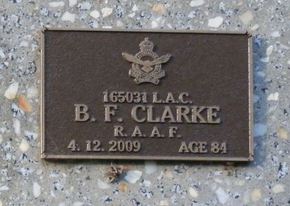 165031 L.A.C.
B. F. CLARKE
R. A. A. F.
4. 12. 2009 AGE 84